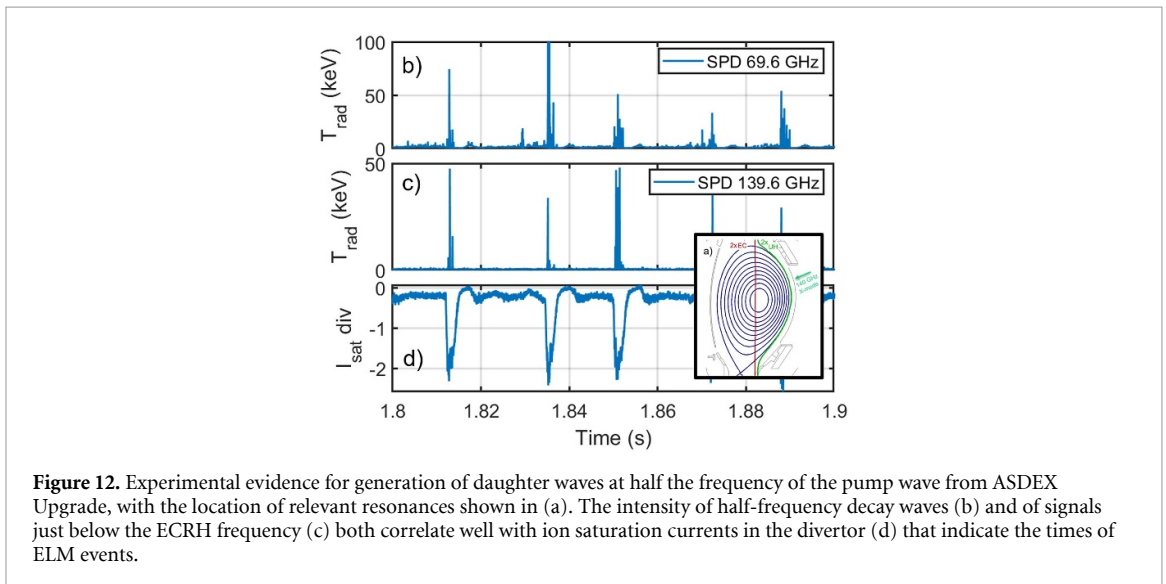 100
b)
SPD 69.6 GHz
T_rad (keV)
50
0
50
c)
SPD 139.6 GHz
T_rad (keV)
0
a)
2xEC
2x
UH
140 GHz
X-mode
0
I_sat div
-1
d)
-2
1.8 1.82 1.84 1.86 1.88 1.9
Time (s)
Figure 12. Experimental evidence for generation of daughter waves at half the frequency of the pump wave from ASDEX
Upgrade, with the location of relevant resonances shown in (a). The intensity of half-frequency decay waves (b) and of signals
just below the ECRH frequency (c) both correlate well with ion saturation currents in the divertor (d) that indicate the times of
ELM events.